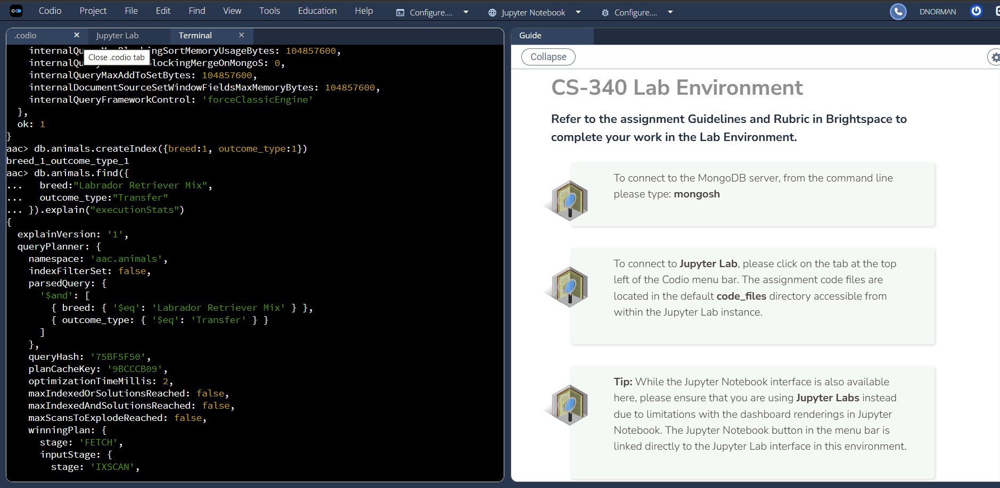 Codio Project File Edit Find View Tools Education Help Configure.... Jupyter Notebook Configure.... DNORMAN
.codio Jupyter Lab Terminal
internalQu
Close .codio tab
ingSortMemoryUsageBytes: 104857600,
internalQu lockingMergeOnMongoS: 0,
internalQueryMaxAddToSetBytes: 104857600,
internalDocumentSourceSetWindowFieldsMaxMemoryBytes: 104857600,
internalQueryFrameworkControl: 'forceClassicEngine'
},
ok: 1
}
aac> db.animals.createIndex({breed:1, outcome_type:1})
breed_1_outcome_type_1
aac> db.animals.find({
... breed:"Labrador Retriever Mix",
... outcome_type:"Transfer"
... }).explain("executionStats")
{
explainVersion: '1',
queryPlanner: {
namespace: 'aac.animals',
indexFilterSet: false,
parsedQuery: {
'$and': [
{ breed: { '$eq': 'Labrador Retriever Mix' } },
{ outcome_type: { '$eq': 'Transfer' } }
]
},
queryHash: '75BF5F50',
planCacheKey: '9BCCCB09',
optimizationTimeMillis: 2,
maxIndexedOrSolutionsReached: false,
maxIndexedAndSolutionsReached: false,
maxScansToExplodeReached: false,
winningPlan: {
stage: 'FETCH',
inputStage: {
stage: 'IXSCAN',
Guide
Collapse
CS-340 Lab Environment
Refer to the assignment Guidelines and Rubric in Brightspace to
complete your work in the Lab Environment.
To connect to the MongoDB server, from the command line
please type: mongosh
To connect to Jupyter Lab, please click on the tab at the top
left of the Codio menu bar. The assignment code files are
located in the default code_files directory accessible from
within the Jupyter Lab instance.
Tip: While the Jupyter Notebook interface is also available
here, please ensure that you are using Jupyter Labs instead
due to limitations with the dashboard renderings in Jupyter
Notebook. The Jupyter Notebook button in the menu bar is
linked directly to the Jupyter Lab interface in this environment.